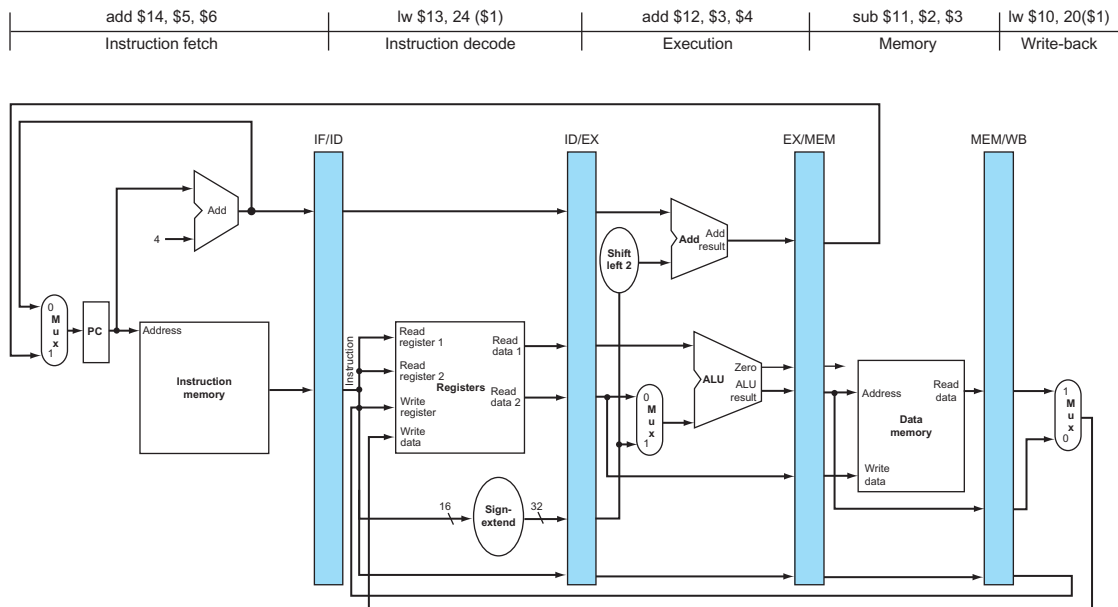 add $14, $5, $6
lw $13, 24 ($1)
add $12, $3, $4
sub $11, $2, $3
lw $10, 20($1)
Instruction fetch
Instruction decode
Execution
Memory
Write-back
IF/ID
ID/EX
EX/MEM
MEM/WB
Add
4
Add
Add
result
Shift
left 2
0
M
u
x
1
PC
Address
Instruction
memory
Instruction
Read
register 1
Read
register 2
Write
register
Write
data
Registers
Read
data 1
Read
data 2
0
M
u
x
1
ALU
Zero
ALU
result
Address
Read
data
Data
memory
Write
data
1
M
u
x
0
16
Sign-
extend
32